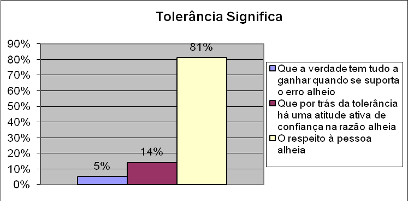 Tolerância Significa
90%
80%
70%
60%
50%
40%
30%
20%
10%
0%
5%
14%
81%
Que a verdade tem tudo a
ganhar quando se suporta
o erro alheio
Que por trás da tolerância
há uma atitude ativa de
confiança na razão alheia
O respeito à pessoa
alheia